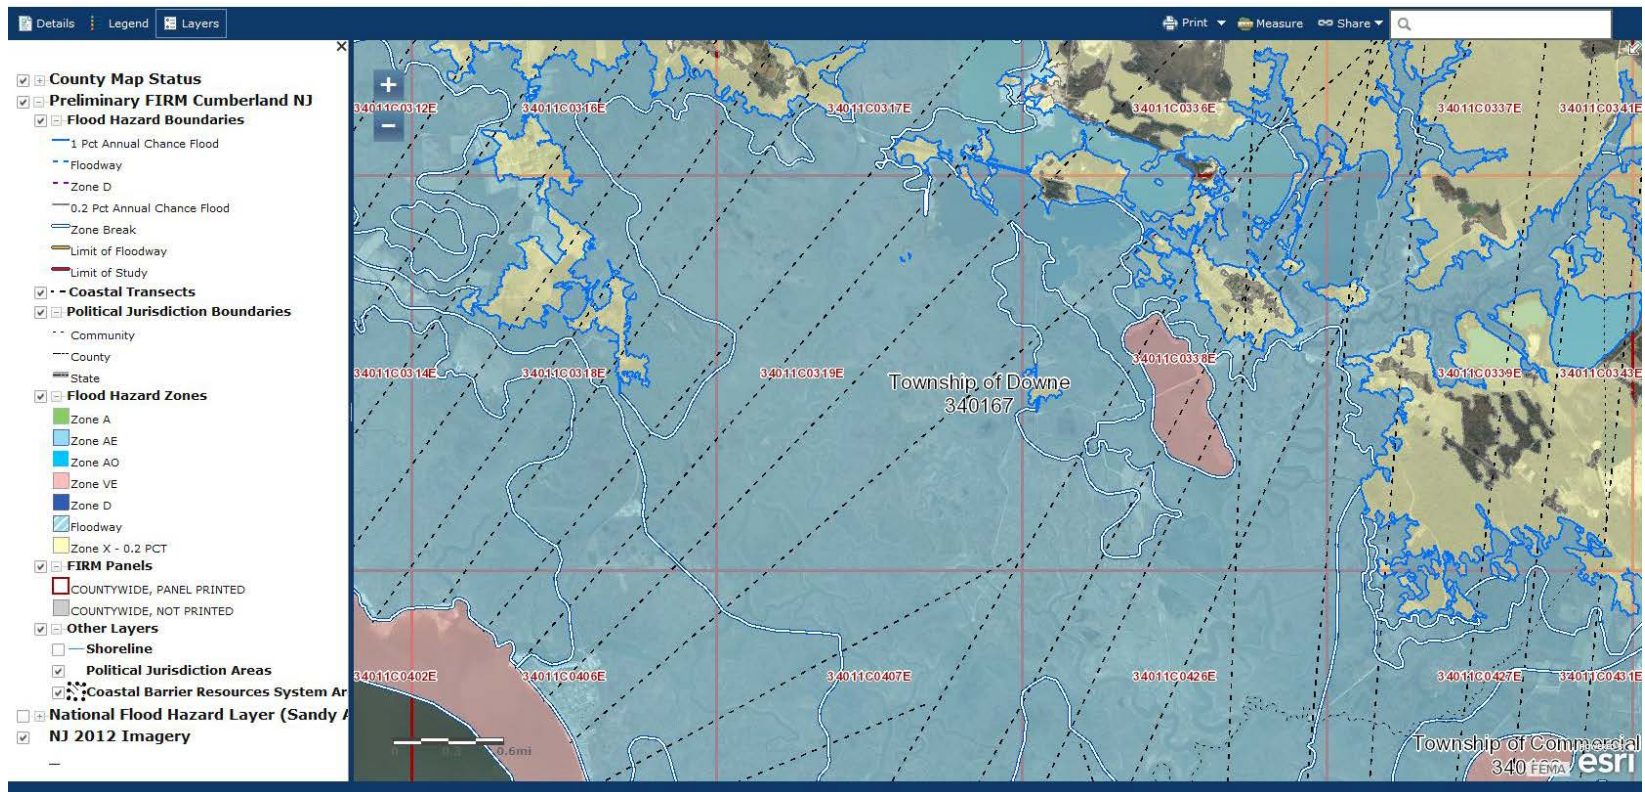 Details Legend Layers Print Measure Share
County Map Status
Preliminary FIRM Cumberland NJ
Flood Hazard Boundaries
1 Pct Annual Chance Flood
Floodway
Zone D
0.2 Pct Annual Chance Flood
Zone Break
Limit of Floodway
Limit of Study
Coastal Transects
Political Jurisdiction Boundaries
Community
County
State
Flood Hazard Zones
Zone A
Zone AE
Zone AO
Zone VE
Zone D
Floodway
Zone X - 0.2 PCT
FIRM Panels
COUNTYWIDE, PANEL PRINTED
COUNTYWIDE, NOT PRINTED
Other Layers
Shoreline
Political Jurisdiction Areas
Coastal Barrier Resources System Ar
National Flood Hazard Layer (Sandy A
NJ 2012 Imagery
34011C0312E 34011C0316E 34011C0317E 34011C0336E 34011C0337E 34011C0341E
34011C0338E
34011C0314E 34011C0318E 34011C0319E 34011C0339E 34011C0343E
Township of Downe
340167
34011C0402E 34011C0406E 34011C0407E 34011C0426E 34011C0427E 34011C0431E
Township of Commercial
0 0.3 0.6mi
FEMA
esri